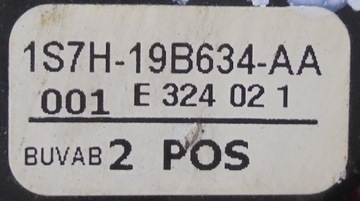 1S7H-19B634-AA
001 E 324 02 1
BUVAB 2 POS